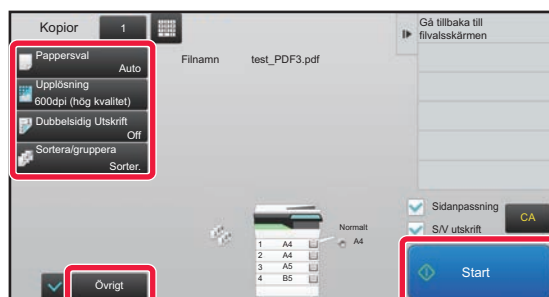 Kopior 1
Gå tillbaka till
filvalsskärmen
Pappersval
Auto
Filnamn test_PDF3.pdf
Upplösning
600dpi (hög kvalitet)
Dubbelsidig Utskrift
Off
Sortera/gruppera
Sorter.
Sidanpassning
S/V utskrift
CA
Normalt
A4
1 A4
2 A4
3 A5
4 B5
Övrigt
Start